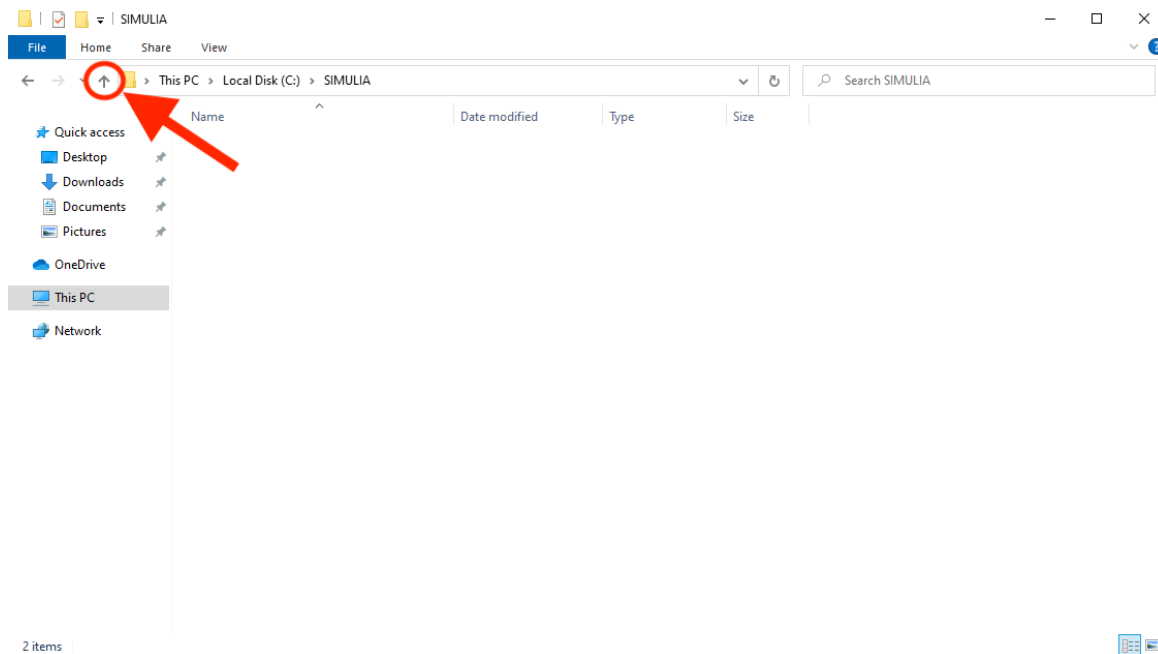 SIMULIA
File Home Share View
This PC Local Disk (C:) SIMULIA Search SIMULIA
Name Date modified Type Size
Quick access
Desktop
Downloads
Documents
Pictures
OneDrive
This PC
Network
2 items